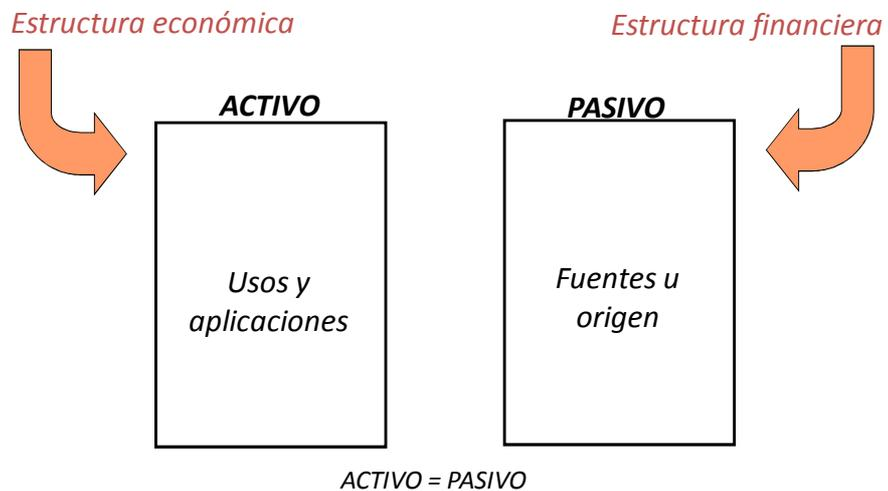 Estructura económica
Estructura financiera
ACTIVO
PASIVO
Usos y
aplicaciones
Fuentes u
origen
ACTIVO = PASIVO